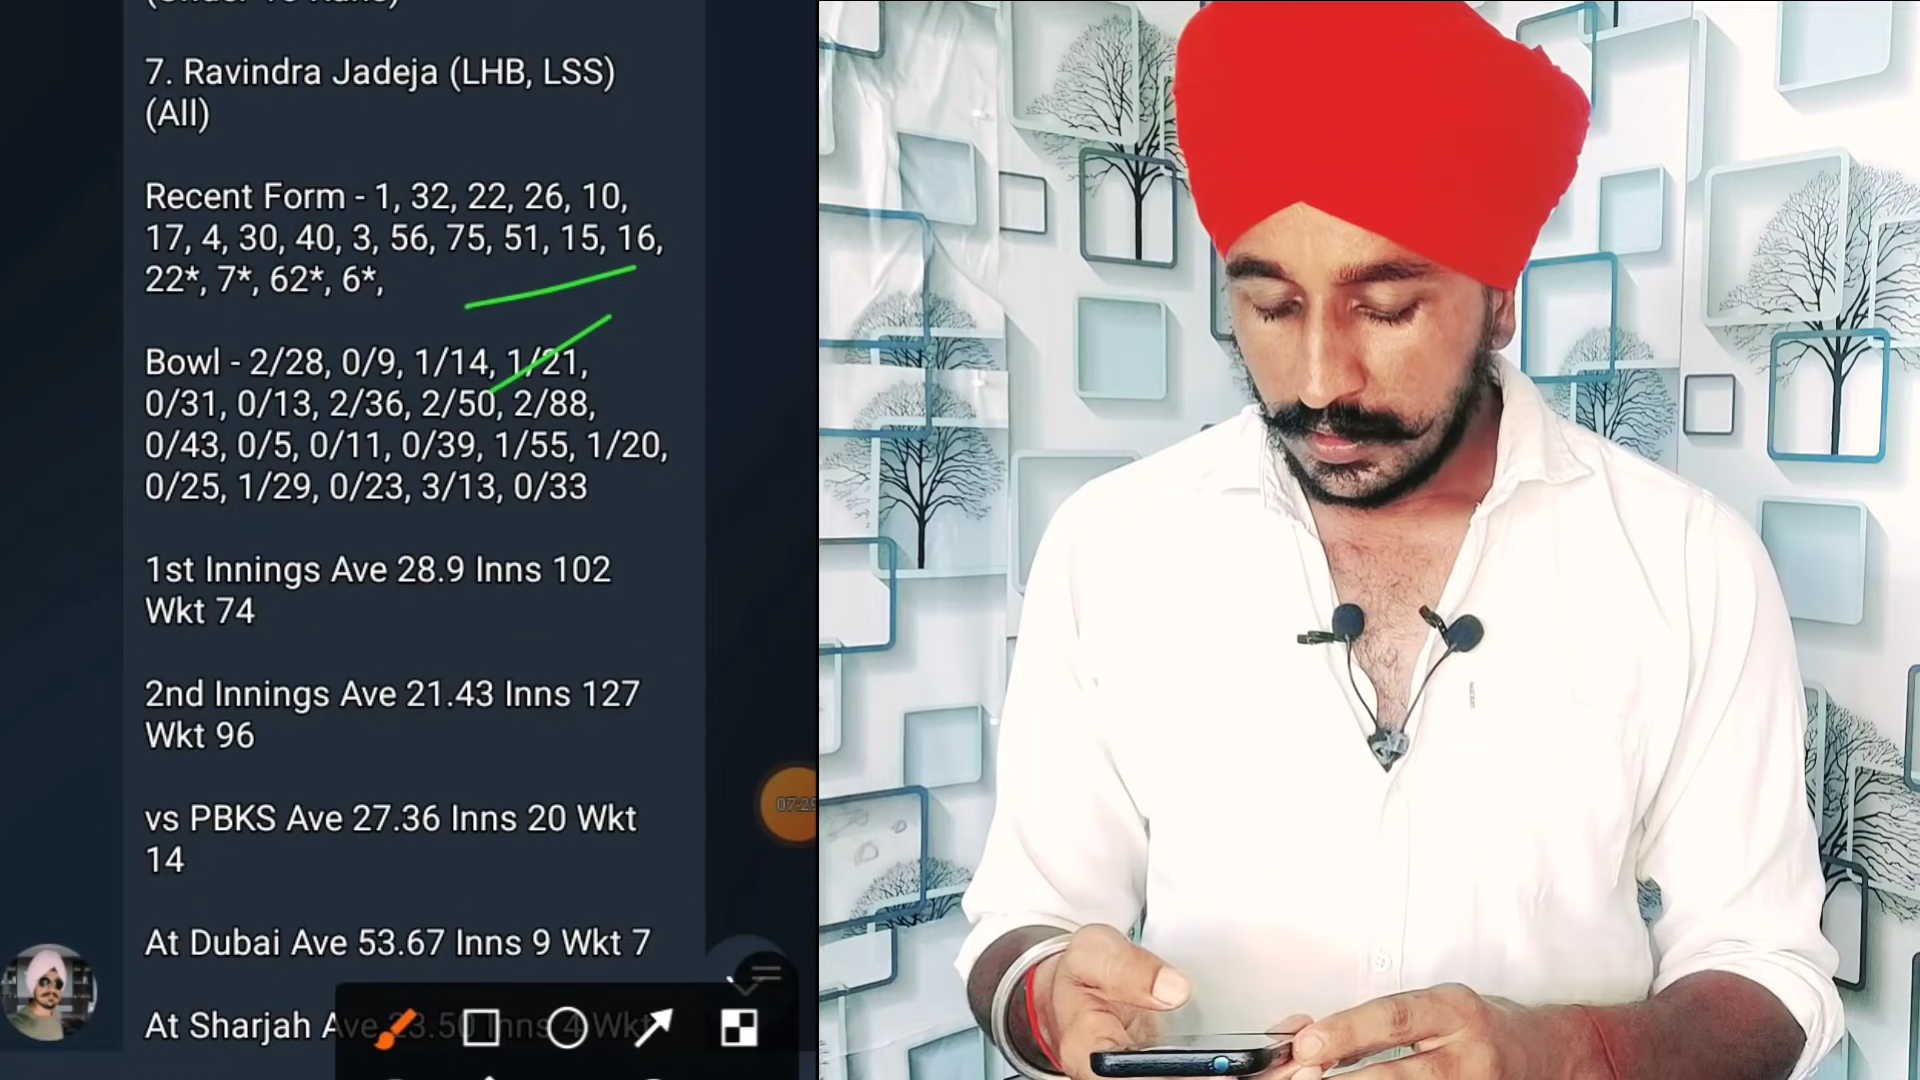 7. Ravindra Jadeja (LHB, LSS)
(All)
Recent Form - 1, 32, 22, 26, 10,
17, 4, 30, 40, 3, 56, 75, 51, 15, 16,
22*, 7*, 62*, 6*,
Bowl - 2/28, 0/9, 1/14, 1/21,
0/31, 0/13, 2/36, 2/50, 2/88,
0/43, 0/5, 0/11, 0/39, 1/55, 1/20,
0/25, 1/29, 0/23, 3/13, 0/33
1st Innings Ave 28.9 Inns 102
Wkt 74
2nd Innings Ave 21.43 Inns 127
Wkt 96
vs PBKS Ave 27.36 Inns 20 Wkt
14
At Dubai Ave 53.67 Inns 9 Wkt 7
At Sharjah Ave 23.50 Inns 4 Wkt